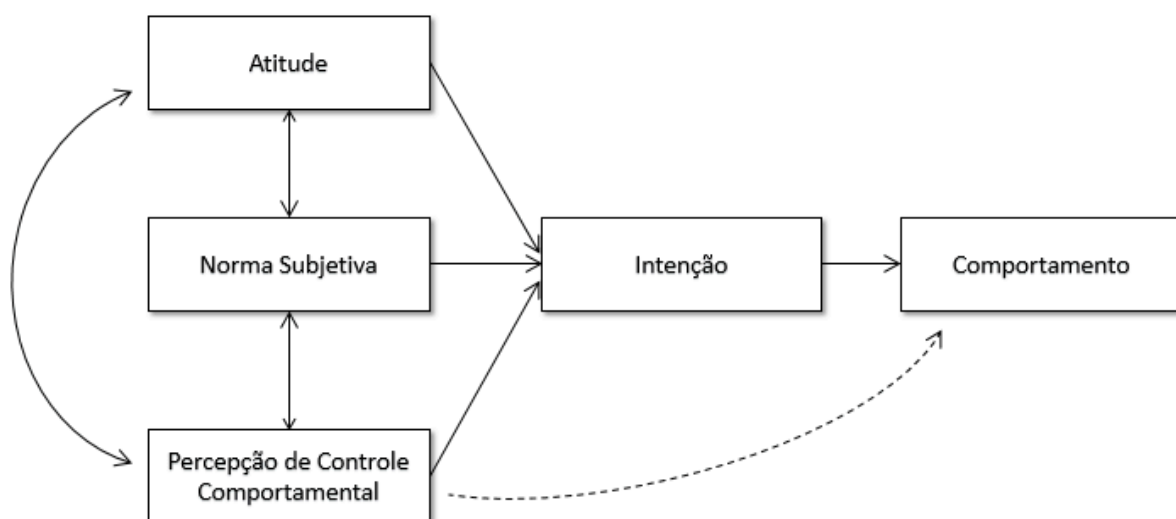 Atitude
Norma Subjetiva
Intenção
Comportamento
Percepção de Controle
Comportamental